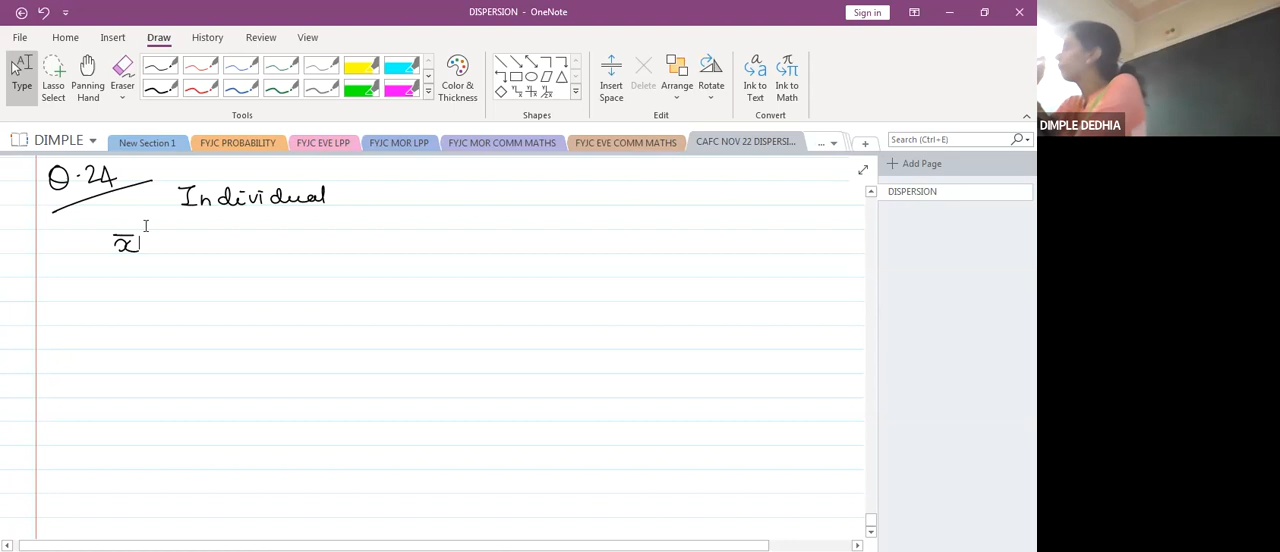 DISPERSION - OneNote
Sign in
File Home Insert Draw History Review View
Type
Lasso Select
Panning Hand
Eraser
Color & Thickness
Insert Space
Delete
Arrange
Rotate
Ink to Text
Ink to Math
Tools
Shapes
Edit
Convert
DIMPLE DEDHIA
DIMPLE
New Section 1
FYJC PROBABILITY
FYJC EVE LPP
FYJC MOR LPP
FYJC MOR COMM MATHS
FYJC EVE COMM MATHS
CAFC NOV 22 DISPERSI...
...
Search (Ctrl+E)
Add Page
DISPERSION
Q.24
Individual
x̄